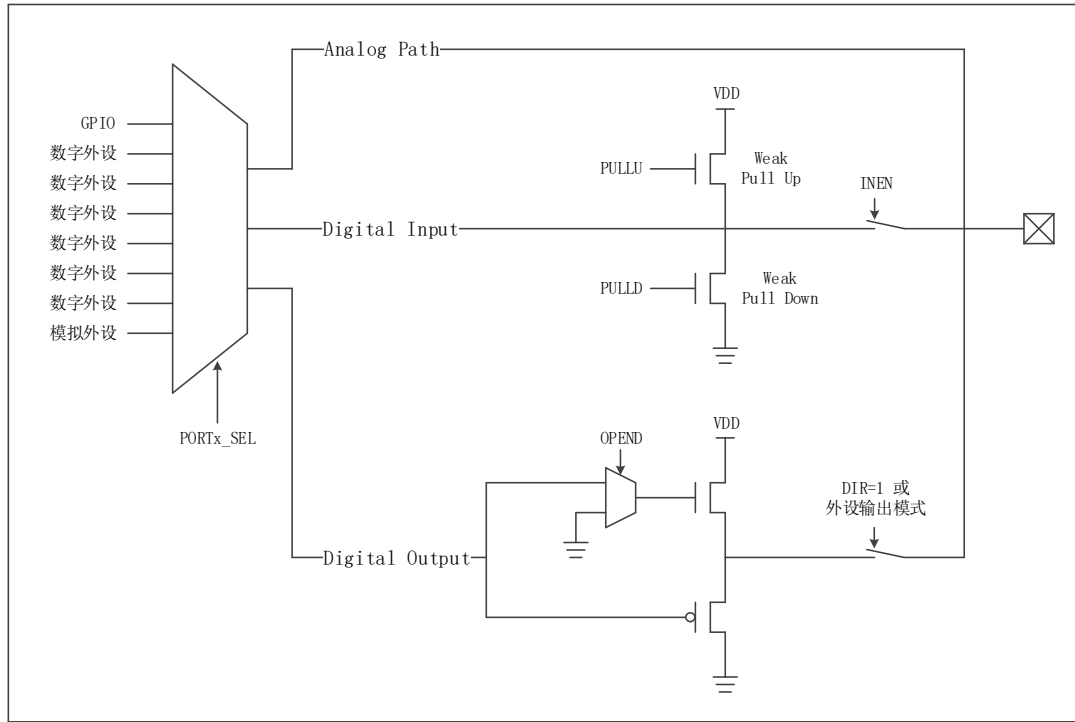 Analog Path
VDD
GPIO
数字外设
数字外设
数字外设
数字外设
数字外设
数字外设
模拟外设
PULLU
Weak
Pull Up
INEN
Digital Input
PULLD
Weak
Pull Down
PORTx_SEL
OPEND
VDD
DIR=1 或
外设输出模式
Digital Output